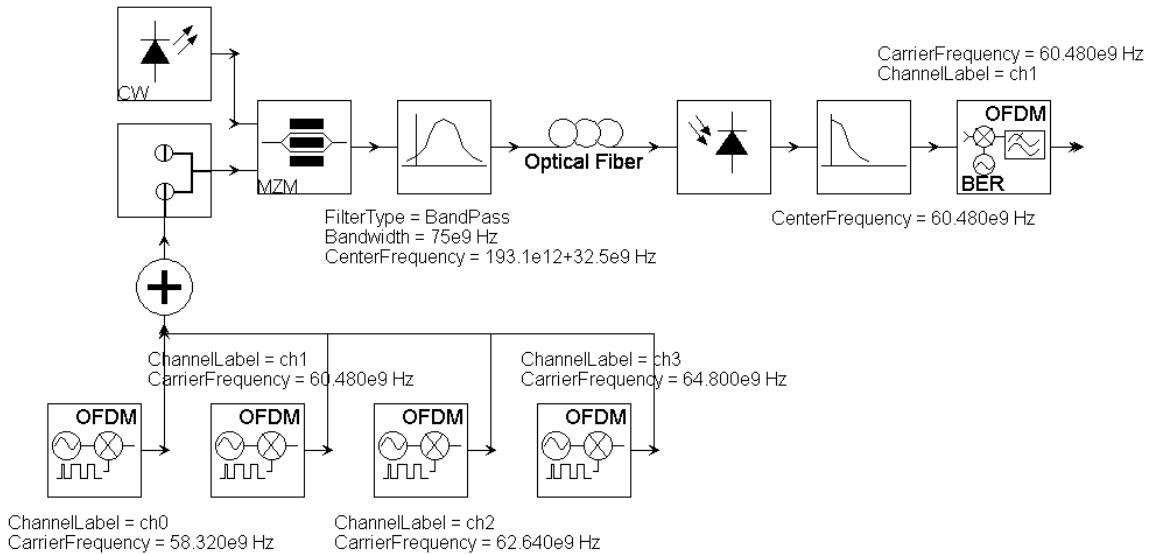 CarrierFrequency = 60.480e9 Hz
ChannelLabel = ch1
CW
MZM
Optical Fiber
OFDM
BER
FilterType = BandPass
Bandwidth = 75e9 Hz
CenterFrequency = 193.1e12+32.5e9 Hz
CenterFrequency = 60.480e9 Hz
ChannelLabel = ch1
CarrierFrequency = 60.480e9 Hz
ChannelLabel = ch3
CarrierFrequency = 64.800e9 Hz
OFDM
OFDM
OFDM
OFDM
ChannelLabel = ch0
CarrierFrequency = 58.320e9 Hz
ChannelLabel = ch2
CarrierFrequency = 62.640e9 Hz